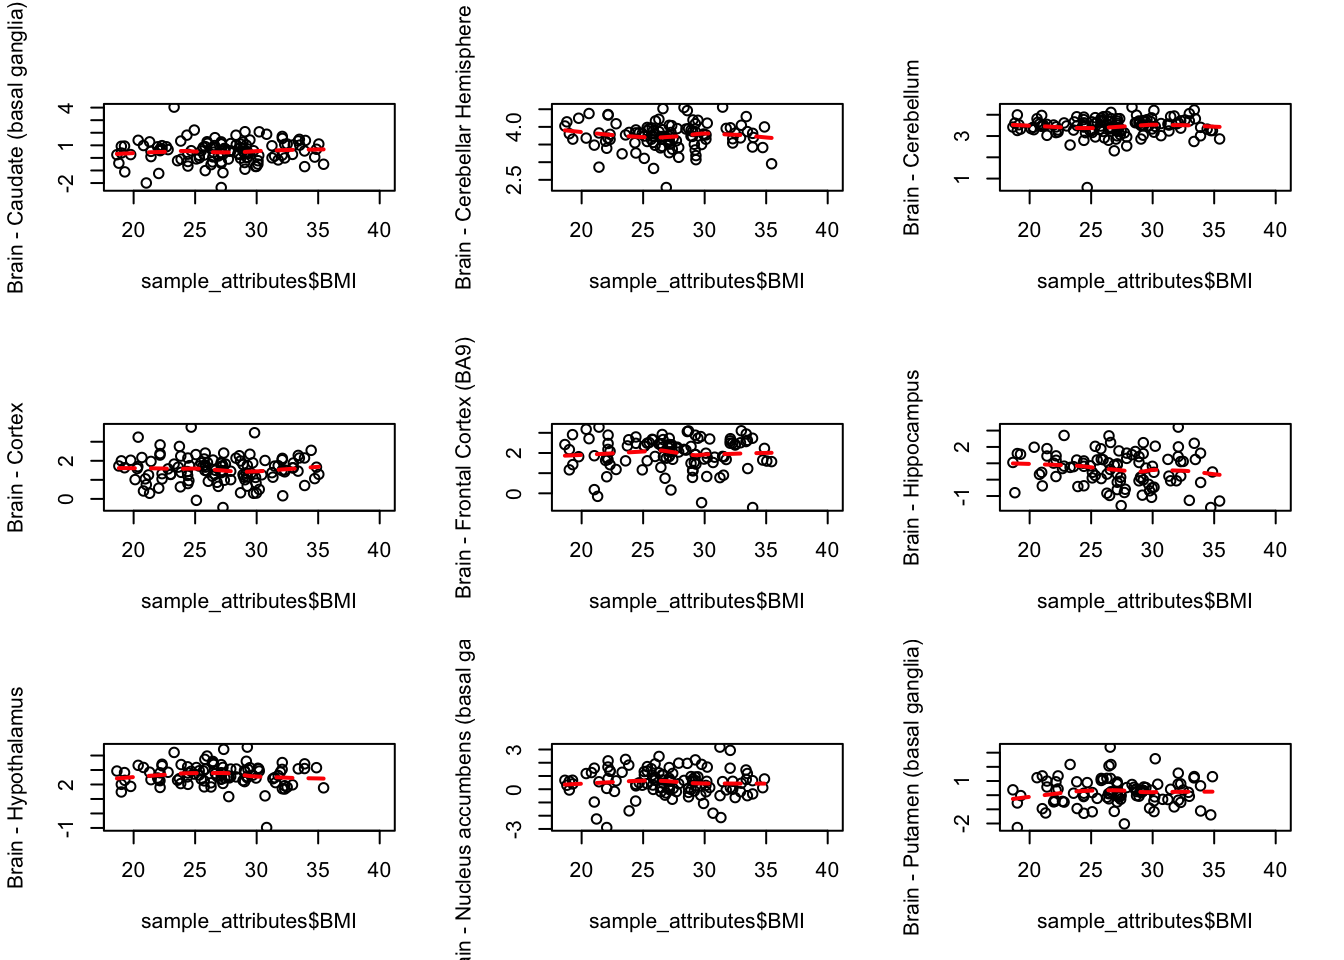 Brain - Caudate (basal ganglia)
4
1
-2
20 25 30 35 40
sample_attributes$BMI
Brain - Cerebellar Hemisphere
4.0
2.5
20 25 30 35 40
sample_attributes$BMI
Brain - Cerebellum
3
1
20 25 30 35 40
sample_attributes$BMI
Brain - Cortex
2
0
20 25 30 35 40
sample_attributes$BMI
Brain - Frontal Cortex (BA9)
2
0
20 25 30 35 40
sample_attributes$BMI
Brain - Hippocampus
2
-1
20 25 30 35 40
sample_attributes$BMI
Brain - Hypothalamus
2
-1
20 25 30 35 40
sample_attributes$BMI
ain - Nucleus accumbens (basal ga
3
0
-3
20 25 30 35 40
sample_attributes$BMI
Brain - Putamen (basal ganglia)
1
-2
20 25 30 35 40
sample_attributes$BMI